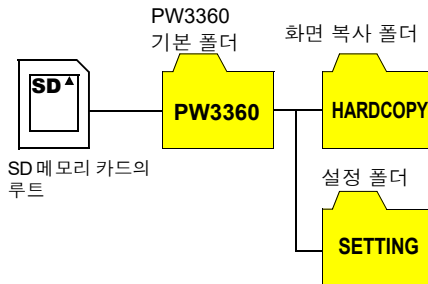 PW3360
기본 폴더
화면 복사 폴더
SD
PW3360
HARDCOPY
SD 메모리 카드의
루트
설정 폴더
SETTING